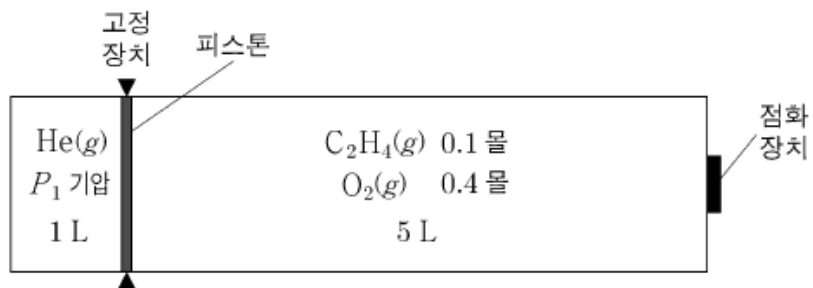 고정
장치
피스톤
He(g)
P₁ 기압
1 L
C₂H₄(g) 0.1 몰
O₂(g) 0.4 몰
5 L
점화
장치